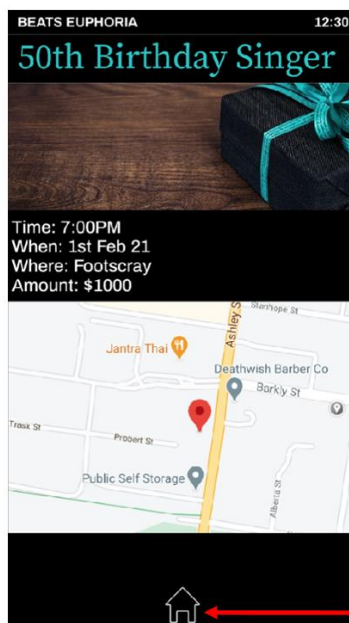 BEATS EUPHORIA 12:30
50th Birthday Singer
Time: 7:00PM
When: 1st Feb 21
Where: Footscray
Amount: $1000
Stanhope St
Ashley S
Jantra Thai
Deathwish Barber Co
Barkly St
Trask St
Probert St
Public Self Storage
Alberta St